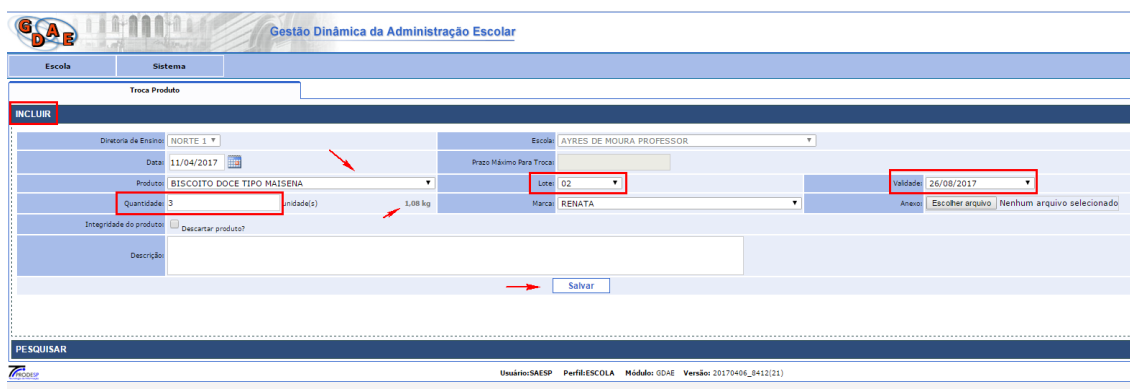 GDAE
Gestão Dinâmica da Administração Escolar
Escola Sistema
Troca Produto
INCLUIR
Diretoria de Ensino: NORTE 1 Escola: AYRES DE MOURA PROFESSOR
Data: 11/04/2017 Prazo Máximo Para Troca:
Produto: BISCOITO DOCE TIPO MAISENA Lote: 02 Validade: 26/08/2017
Quantidade: 3 unidade(s) 1,08 kg Marca: RENATA Anexo: Escolher arquivo Nenhum arquivo selecionado
Integridade do produto: Descartar produto?
Descrição:
Salvar
PESQUISAR
PRODESP
Usuário:SAESP Perfil:ESCOLA Módulo: GDAE Versão: 20170406_8412(21)